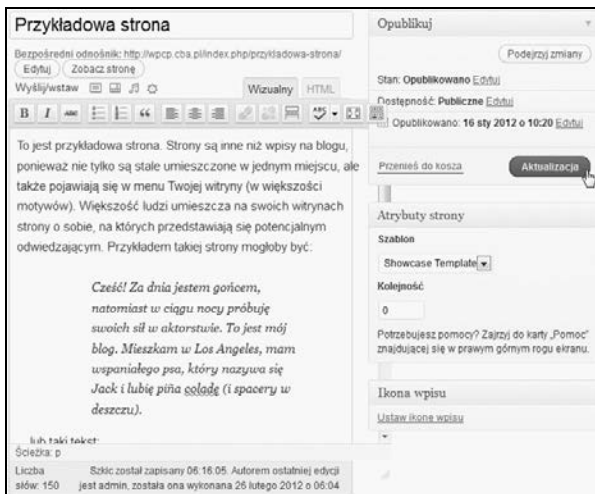 Przykładowa strona
Bezpośredni odnośnik: http://wpcp.cba.pl/index.php/przykladowa-strona/
Edytuj Zobacz stronę
Wyślij/wstaw
Wizualny HTML
B I ABC ABC
To jest przykładowa strona. Strony są inne niż wpisy na blogu,
ponieważ nie tylko są stale umieszczone w jednym miejscu, ale
także pojawiają się w menu Twojej witryny (w większości
motywów). Większość ludzi umieszcza na swoich witrynach
strony o sobie, na których przedstawiają się potencjalnym
odwiedzającym. Przykładem takiej strony mogłoby być:
Cześć! Za dnia jestem gońcem,
natomiast w ciągu nocy próbuję
swoich sił w aktorstwie. To jest mój
blog. Mieszkam w Los Angeles, mam
wspaniałego psa, który nazywa się
Jack i lubię piña coladę (i spacery w
deszczu).
lub taki tekst:
Ścieżka: p
Liczba
słów: 150
Szkic został zapisany 06:16:05. Autorem ostatniej edycji
jest admin, została ona wykonana 26 lutego 2012 o 06:04
Opublikuj
Podejrzyj zmiany
Stan: Opublikowano Edytuj
Dostępność: Publiczne Edytuj
Opublikowano: 16 sty 2012 o 10:20 Edytuj
Przenieś do kosza
Aktualizacja
Atrybuty strony
Szablon
Showcase Template
Kolejność
0
Potrzebujesz pomocy? Zajrzyj do karty „Pomoc”
znajdującej się w prawym górnym rogu ekranu.
Ikona wpisu
Ustaw ikonę wpisu